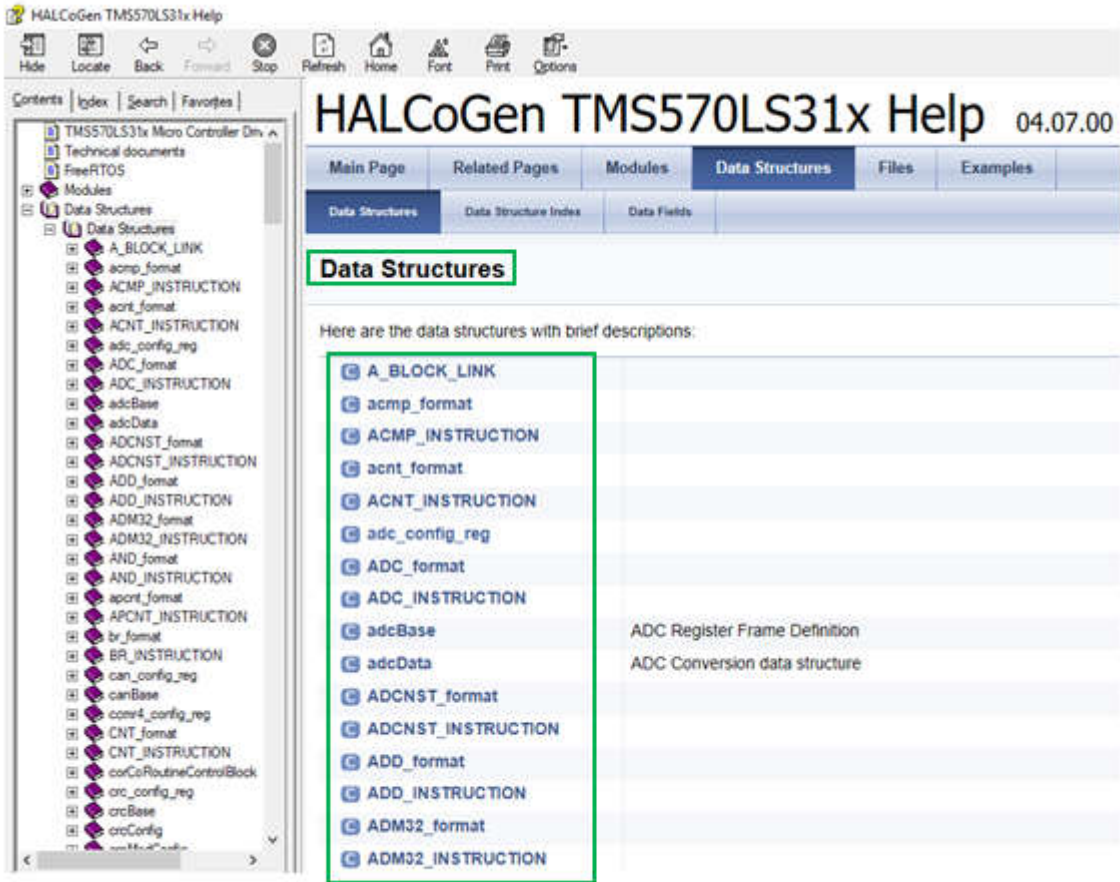 HALCoGen TMS570LS31x Help
Hide Locate Back Forward Stop Refresh Home Font Print Options
Contents Index Search Favorites
TMS570LS31x Micro Controller Driv
Technical documents
FreeRTOS
Modules
Data Structures
Data Structures
A_BLOCK_LINK
acmp_format
ACMP_INSTRUCTION
acnt_format
ACNT_INSTRUCTION
adc_config_reg
ADC_format
ADC_INSTRUCTION
adcBase
adcData
ADCNST_format
ADCNST_INSTRUCTION
ADD_format
ADD_INSTRUCTION
ADM32_format
ADM32_INSTRUCTION
AND_format
AND_INSTRUCTION
apcnt_format
APCNT_INSTRUCTION
br_format
BR_INSTRUCTION
can_config_reg
canBase
ccmr4_config_reg
CNT_format
CNT_INSTRUCTION
corCoRoutineControlBlock
crc_config_reg
crcBase
crcConfig
HALCoGen TMS570LS31x Help 04.07.00
Main Page Related Pages Modules Data Structures Files Examples
Data Structures Data Structure Index Data Fields
Data Structures
Here are the data structures with brief descriptions:
A_BLOCK_LINK
acmp_format
ACMP_INSTRUCTION
acnt_format
ACNT_INSTRUCTION
adc_config_reg
ADC_format
ADC_INSTRUCTION
adcBase ADC Register Frame Definition
adcData ADC Conversion data structure
ADCNST_format
ADCNST_INSTRUCTION
ADD_format
ADD_INSTRUCTION
ADM32_format
ADM32_INSTRUCTION